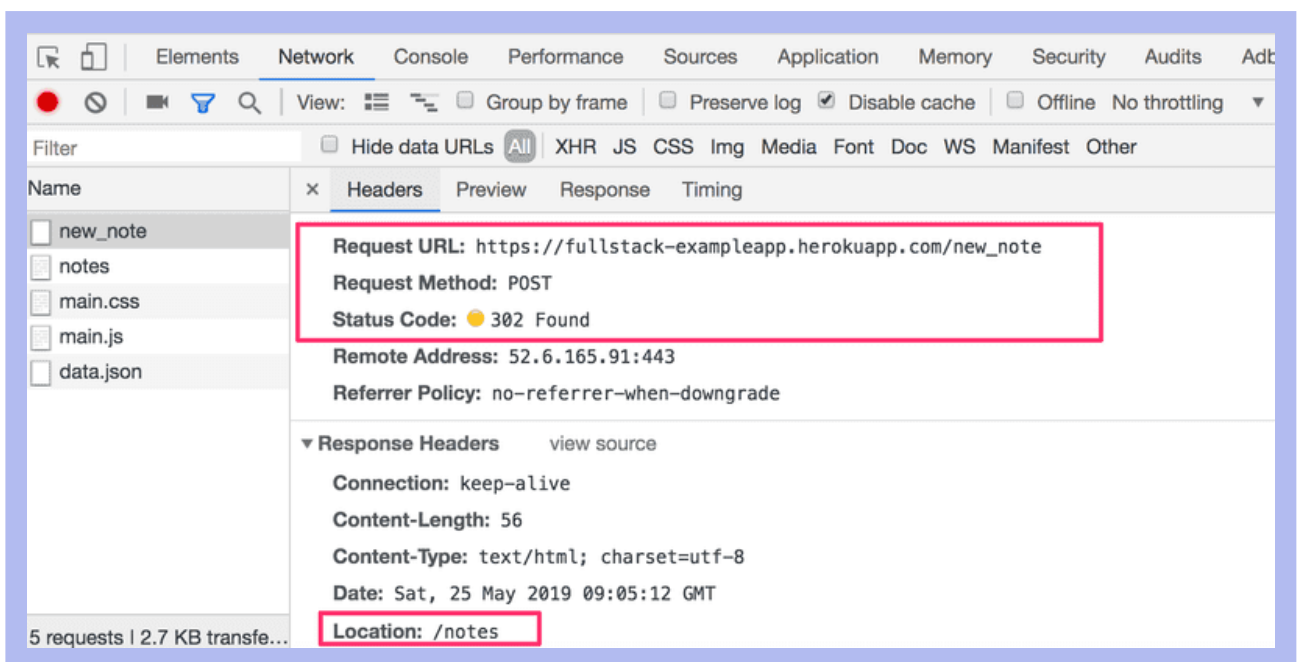 Elements Network Console Performance Sources Application Memory Security Audits
View: Group by frame Preserve log Disable cache Offline No throttling
Filter Hide data URLs All XHR JS CSS Img Media Font Doc WS Manifest Other
Name
× Headers Preview Response Timing
new_note
notes
main.css
main.js
data.json
5 requests | 2.7 KB transfe...
Request URL: https://fullstack-exampleapp.herokuapp.com/new_note
Request Method: POST
Status Code: 302 Found
Remote Address: 52.6.165.91:443
Referrer Policy: no-referrer-when-downgrade
Response Headers view source
Connection: keep-alive
Content-Length: 56
Content-Type: text/html; charset=utf-8
Date: Sat, 25 May 2019 09:05:12 GMT
Location: /notes